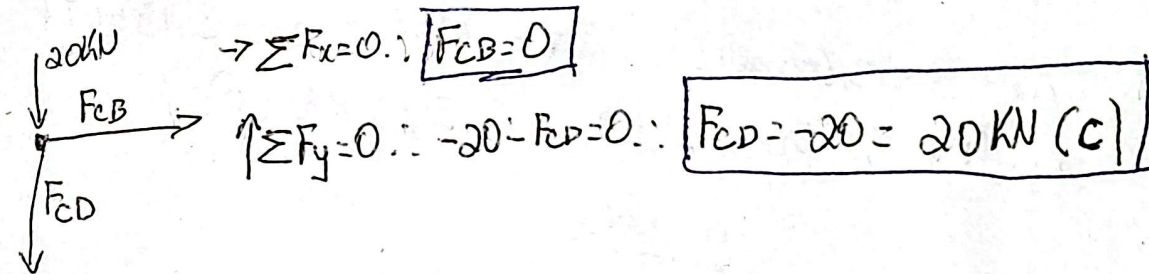 20KN
→ ΣFx=0 ∴ FCB=0
FCB
↑ΣFy=0 ∴ -20-FCD=0 ∴ FCD=-20= 20KN (C)
FCD